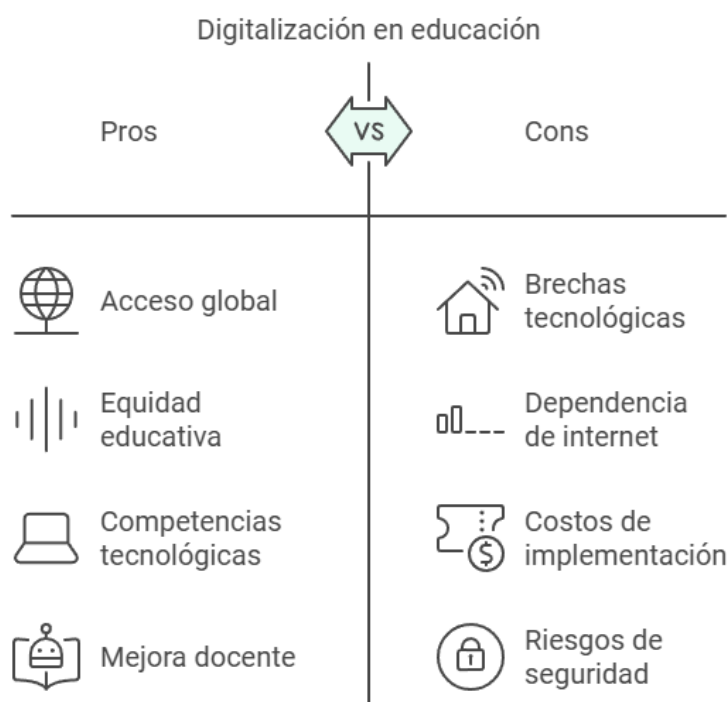 Digitalización en educación
Pros
VS
Cons
Acceso global
Equidad
educativa
Competencias
tecnológicas
Mejora docente
Brechas
tecnológicas
Dependencia
de internet
Costos de
implementación
Riesgos de
seguridad